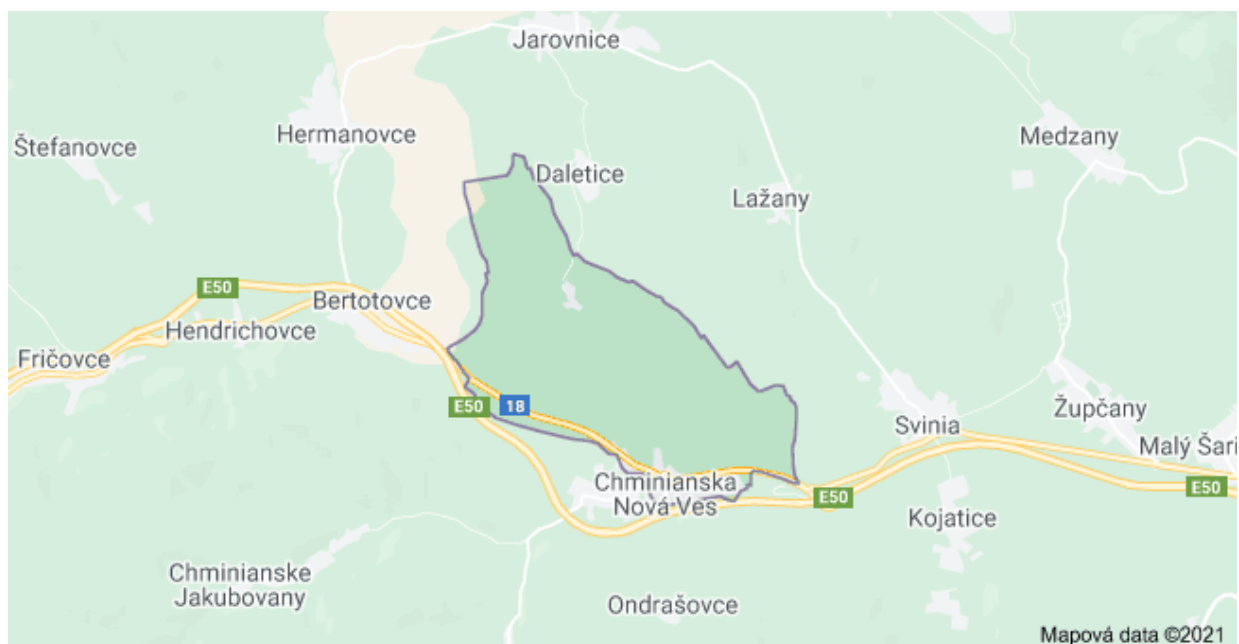 Jarovnice
Hermanovce
Štefanovce
Medzany
Daletice
Lažany
E50
Bertotovce
Hendrichovce
Fričovce
E50
18
Svinia
Župčany
Malý Šari
Chminianska
Nová Ves
E50
E50
Kojatice
Chminianske
Jakubovany
Ondrašovce
Mapová data ©2021